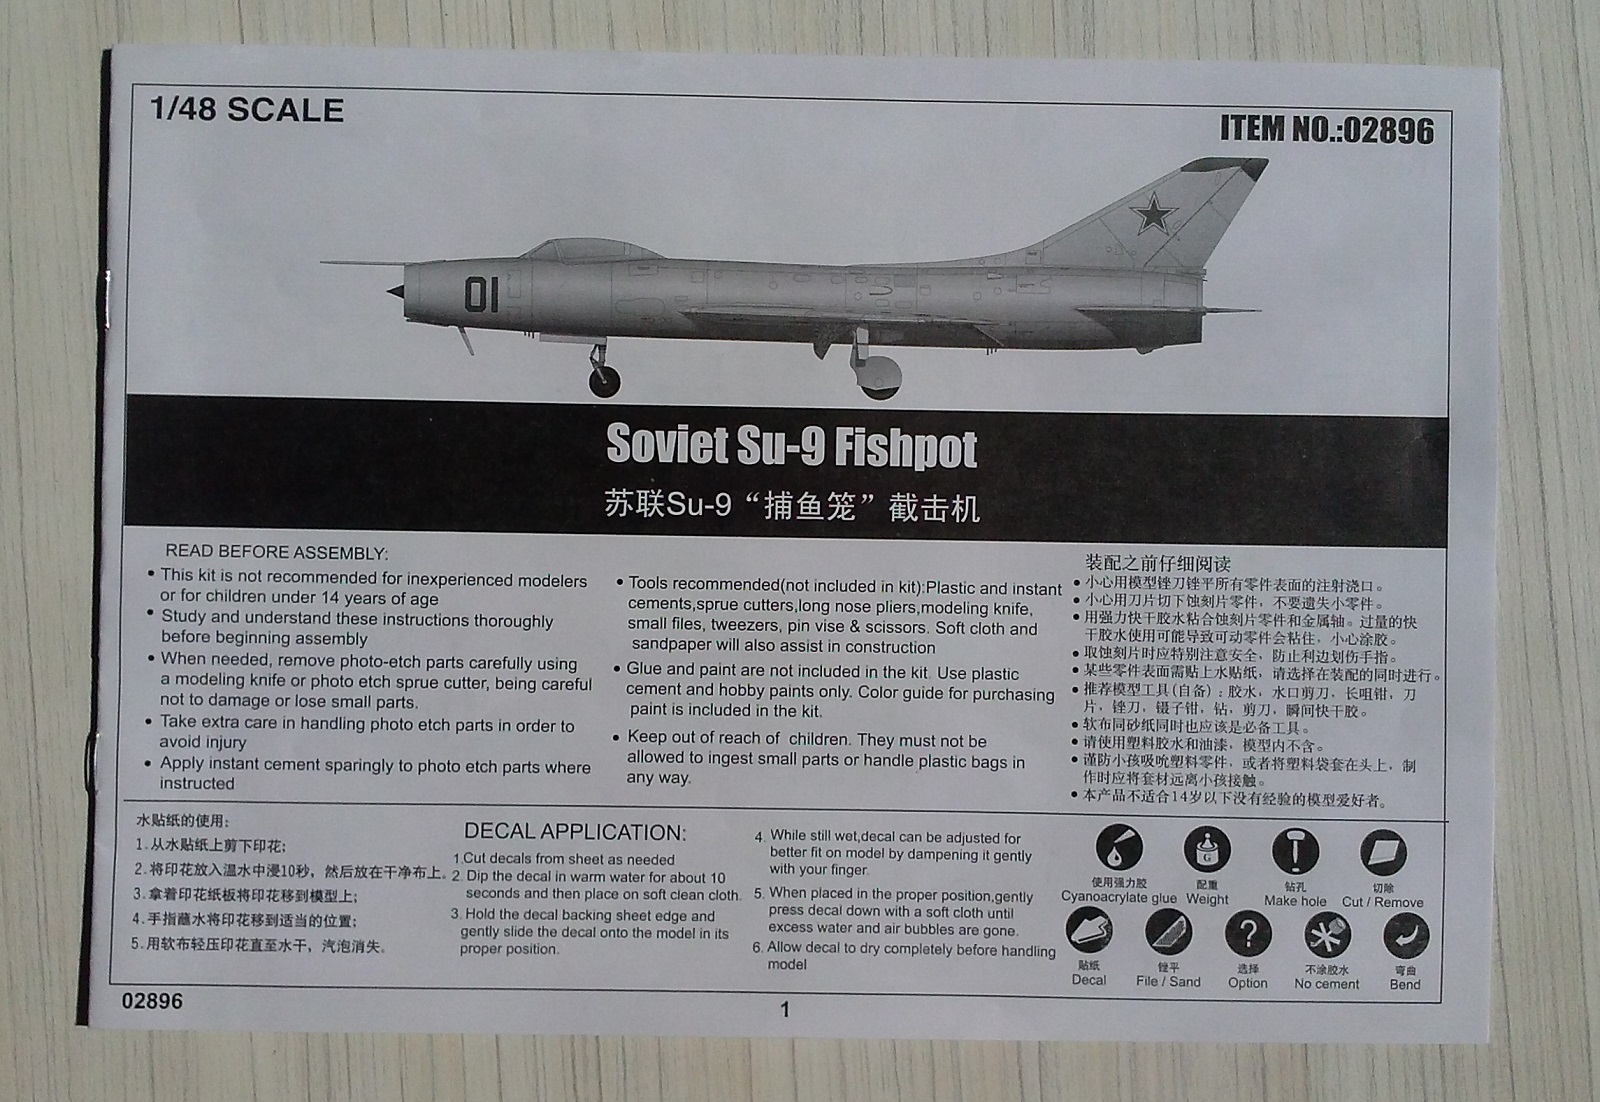 1/48 SCALE
ITEM NO.:02896
01
Soviet Su-9 Fishpot
苏联Su-9“捕鱼笼”截击机
READ BEFORE ASSEMBLY:
• This kit is not recommended for inexperienced modelers
or for children under 14 years of age
• Study and understand these instructions thoroughly
before beginning assembly
• When needed, remove photo-etch parts carefully using
a modeling knife or photo etch sprue cutter, being careful
not to damage or lose small parts.
• Take extra care in handling photo etch parts in order to
avoid injury
• Apply instant cement sparingly to photo etch parts where
instructed
• Tools recommended(not included in kit):Plastic and instant
cements,sprue cutters,long nose pliers,modeling knife,
small files, tweezers, pin vise & scissors. Soft cloth and
sandpaper will also assist in construction
• Glue and paint are not included in the kit. Use plastic
cement and hobby paints only. Color guide for purchasing
paint is included in the kit.
• Keep out of reach of children. They must not be
allowed to ingest small parts or handle plastic bags in
any way.
装配之前仔细阅读
• 小心用模型锉刀锉平所有零件表面的注射浇口。
• 小心用刀片切下蚀刻片零件，不要遗失小零件。
• 用强力快干胶水粘合蚀刻片零件和金属轴。过量的快
干胶水使用可能导致可动零件会粘住，小心涂胶。
• 取蚀刻片时应特别注意安全，防止利边划伤手指。
• 某些零件表面需贴上水贴纸，请选择在装配的同时进行。
• 推荐模型工具(自备)：胶水，水口剪刀，长咀钳，刀
片，锉刀，镊子钳，钻，剪刀，瞬间快干胶。
• 软布同砂纸同时也应该是必备工具。
• 请使用塑料胶水和油漆，模型内不含。
• 谨防小孩吸吮塑料零件，或者将塑料袋套在头上，制
作时应将套材远离小孩接触。
• 本产品不适合14岁以下没有经验的模型爱好者。
水贴纸的使用:
1.从水贴纸上剪下印花;
2.将印花放入温水中浸10秒，然后放在干净布上。
3.拿着印花纸板将印花移到模型上;
4.手指蘸水将印花移到适当的位置;
5.用软布轻压印花直至水干，汽泡消失。
DECAL APPLICATION:
1.Cut decals from sheet as needed
2. Dip the decal in warm water for about 10
seconds and then place on soft clean cloth.
3. Hold the decal backing sheet edge and
gently slide the decal onto the model in its
proper position.
4. While still wet,decal can be adjusted for
better fit on model by dampening it gently
with your finger.
5. When placed in the proper position,gently
press decal down with a soft cloth until
excess water and air bubbles are gone.
6. Allow decal to dry completely before handling
model
G
使用强力胶 配重 钻孔 切除
Cyanoacrylate glue Weight Make hole Cut / Remove
?
贴纸 锉平 选择 不涂胶水 弯曲
Decal File / Sand Option No cement Bend
02896
1